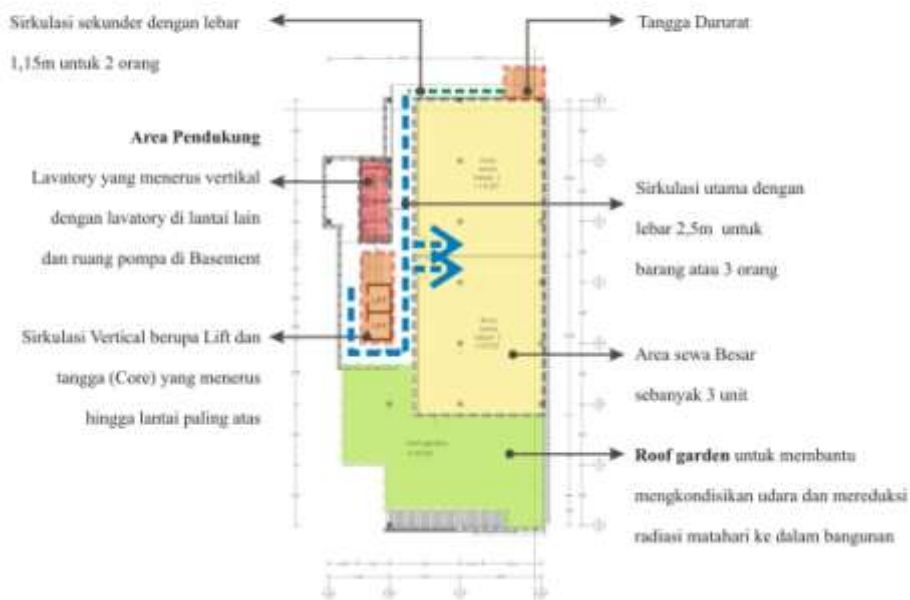 Sirkulasi sekunder dengan lebar
1,15m untuk 2 orang
Area Pendukung
Lavatory yang menerus vertikal
dengan lavatory di lantai lain
dan ruang pompa di Basement
Sirkulasi Vertical berupa Lift dan
tangga (Core) yang menerus
hingga lantai paling atas
LIFT
LIFT
Tangga Darurat
Sirkulasi utama dengan
lebar 2,5m untuk
barang atau 3 orang
Area sewa Besar
sebanyak 3 unit
Roof garden untuk membantu
mengkondisikan udara dan mereduksi
radiasi matahari ke dalam bangunan